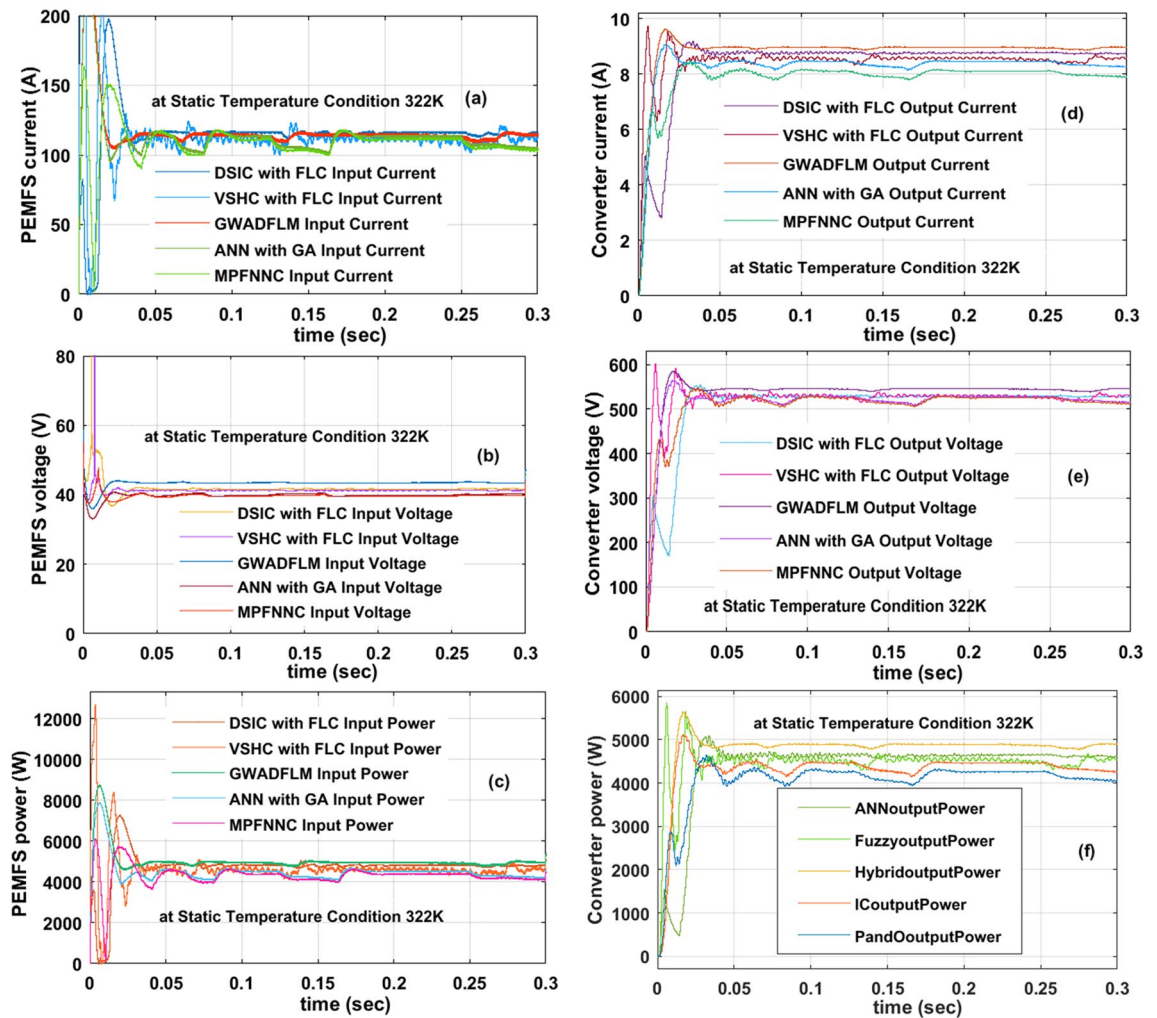 200
150
100
50
0
PEMFS current (A)
at Static Temperature Condition 322K
(a)
DSIC with FLC Input Current
VSHC with FLC Input Current
GWADFLM Input Current
ANN with GA Input Current
MPFNNC Input Current
0 0.05 0.1 0.15 0.2 0.25 0.3
time (sec)
80
60
40
20
0
PEMFS voltage (V)
at Static Temperature Condition 322K
(b)
DSIC with FLC Input Voltage
VSHC with FLC Input Voltage
GWADFLM Input Voltage
ANN with GA Input Voltage
MPFNNC Input Voltage
0 0.05 0.1 0.15 0.2 0.25 0.3
time (sec)
12000
10000
8000
6000
4000
2000
0
PEMFS power (W)
DSIC with FLC Input Power
VSHC with FLC Input Power
GWADFLM Input Power
ANN with GA Input Power
MPFNNC Input Power
(c)
at Static Temperature Condition 322K
0 0.05 0.1 0.15 0.2 0.25 0.3
time (sec)
10
8
6
4
2
0
Converter current (A)
DSIC with FLC Output Current
VSHC with FLC Output Current
GWADFLM Output Current
ANN with GA Output Current
MPFNNC Output Current
(d)
at Static Temperature Condition 322K
0 0.05 0.1 0.15 0.2 0.25 0.3
time (sec)
600
500
400
300
200
100
0
Converter voltage (V)
DSIC with FLC Output Voltage
VSHC with FLC Output Voltage
GWADFLM Output Voltage
ANN with GA Output Voltage
MPFNNC Output Voltage
(e)
at Static Temperature Condition 322K
0 0.05 0.1 0.15 0.2 0.25 0.3
time (sec)
6000
5000
4000
3000
2000
1000
0
Converter power (W)
at Static Temperature Condition 322K
ANNoutputPower
FuzzyoutputPower
HybridoutputPower
ICoutputPower
PandOoutputPower
(f)
0 0.05 0.1 0.15 0.2 0.25 0.3
time (sec)